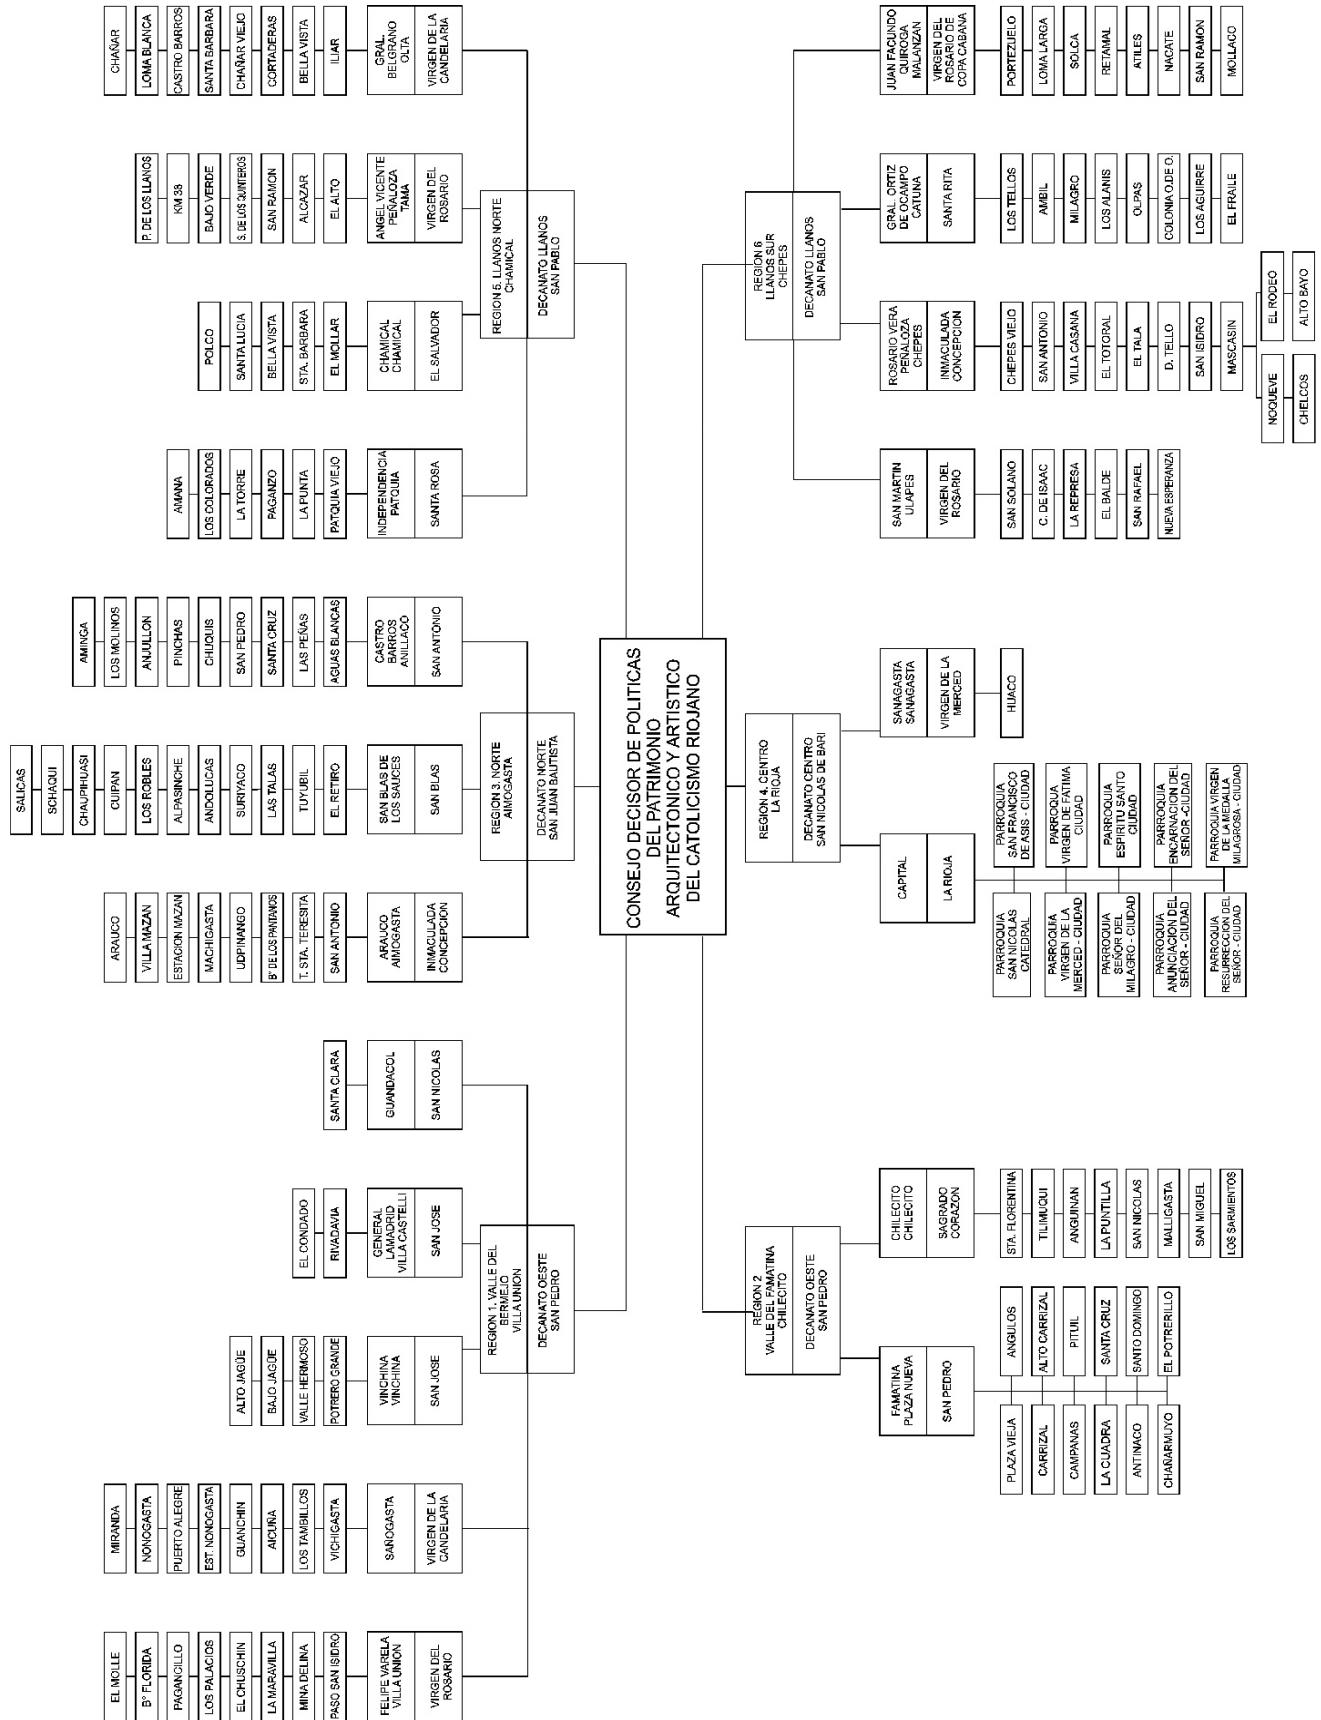 EL MOLLE
B° FLORIDA
PAGANCILLO
LOS PALACIOS
EL CHUSCHIN
LA MARAVILLA
MINA DELINA
PASO SAN ISIDRO
FELIPE VARELA
VILLA UNION
VIRGEN DEL
ROSARIO
MIRANDA
NONOGASTA
PUERTO ALEGRE
EST. NONOGASTA
GUANCHIN
AICUÑA
LOS TAMBILLOS
VICHIGASTA
SAÑOGASTA
VIRGEN DE LA
CANDELARIA
ALTO JAGÜE
BAJO JAGÜE
VALLE HERMOSO
POTRERO GRANDE
VINCHINA
VINCHINA
SAN JOSE
EL CONDADO
RIVADAVIA
GENERAL
LAMADRID
VILLA CASTELLI
SAN JOSE
SANTA CLARA
GUANDACOL
SAN NICOLAS
REGION 1. VALLE DEL
BERMEJO
VILLA UNION
DECANATO OESTE
SAN PEDRO
ARAUCO
VILLA MAZAN
ESTACION MAZAN
MACHIGASTA
UDPINANGO
B° DE LOS PANTANOS
T. STA. TERESITA
SAN ANTONIO
ARAUCO
AIMOGASTA
INMACULADA
CONCEPCION
SALICAS
SCHAQUI
CHAUPIHUASI
CUIPAN
LOS ROBLES
ALPASINCHE
ANDOLUCAS
SURIYACO
LAS TALAS
TUYUBIL
EL RETIRO
SAN BLAS DE
LOS SAUCES
SAN BLAS
AMINGA
LOS MOLINOS
ANJULLON
PINCHAS
CHUQUIS
SAN PEDRO
SANTA CRUZ
LAS PEÑAS
AGUAS BLANCAS
CASTRO
BARROS
ANILLACO
SAN ANTONIO
REGION 3. NORTE
AIMOGASTA
DECANATO NORTE
SAN JUAN BAUTISTA
AMANA
LOS COLORADOS
LA TORRE
PAGANZO
LA PUNTA
PATQUIA VIEJO
INDEPENDENCIA
PATQUIA
SANTA ROSA
POLCO
SANTA LUCIA
BELLA VISTA
STA. BARBARA
EL MOLLAR
CHAMICAL
CHAMICAL
EL SALVADOR
P. DE LOS LLANOS
KM 38
BAJO VERDE
S. DE LOS QUINTEROS
SAN RAMON
ALCAZAR
EL ALTO
ANGEL VICENTE
PEÑALOZA
TAMA
VIRGEN DEL
ROSARIO
CHAÑAR
LOMA BLANCA
CASTRO BARROS
SANTA BARBARA
CHAÑAR VIEJO
CORTADERAS
BELLA VISTA
ILIAR
GRAL.
BELGRANO
OLTA
VIRGEN DE LA
CANDELARIA
REGION 5. LLANOS NORTE
CHAMICAL
DECANATO LLANOS
SAN PABLO
CONSEJO DECISOR DE POLITICAS
DEL PATRIMONIO
ARQUITECTONICO Y ARTISTICO
DEL CATOLICISMO RIOJANO
REGION 2
VALLE DEL FAMATINA
CHILECITO
DECANATO OESTE
SAN PEDRO
FAMATINA
PLAZA NUEVA
SAN PEDRO
PLAZA VIEJA
ANGULOS
CARRIZAL
ALTO CARRIZAL
CAMPANAS
PITUIL
LA CUADRA
SANTA CRUZ
ANTINACO
SANTO DOMINGO
CHAÑARMUYO
EL POTRERILLO
CHILECITO
CHILECITO
SAGRADO
CORAZON
STA. FLORENTINA
TILIMUQUI
ANGUINAN
LA PUNTILLA
SAN NICOLAS
MALLIGASTA
SAN MIGUEL
LOS SARMIENTOS
REGION 4. CENTRO
LA RIOJA
DECANATO CENTRO
SAN NICOLAS DE BARI
CAPITAL
LA RIOJA
PARROQUIA
SAN NICOLAS
CATEDRAL
PARROQUIA
SAN FRANCISCO
DE ASIS - CIUDAD
PARROQUIA
VIRGEN DE LA
MERCED - CIUDAD
PARROQUA
VIRGEN DE FATIMA
CIUDAD
PARROQUIA
SEÑOR DEL
MILAGRO - CIUDAD
PARROQUIA
ESPIRITU SANTO
CIUDAD
PARROQUIA
ANUNCIACION DEL
SEÑOR - CIUDAD
PARROQUIA
ENCARNACION DEL
SEÑOR -CIUDAD
PARROQUIA
RESURRECCION DEL
SEÑOR - CIUDAD
PARROQUIA VIRGEN
DE LA MEDALLA
MILAGROSA - CIUDAD
SANAGASTA
SANAGASTA
VIRGEN DE LA
MERCED
HUACO
REGION 6
LLANOS SUR
CHEPES
DECANATO LLANOS
SAN PABLO
SAN MARTIN
ULAPES
VIRGEN DEL
ROSARIO
SAN SOLANO
C. DE ISAAC
LA REPRESA
EL BALDE
SAN RAFAEL
NUEVA ESPERANZA
ROSARIO VERA
PEÑALOZA
CHEPES
INMACULADA
CONCEPCION
CHEPES VIEJO
SAN ANTONIO
VILLA CASANA
EL TOTORAL
EL TALA
D. TELLO
SAN ISIDRO
MASCASIN
NOQUEVE
EL RODEO
CHELCOS
ALTO BAYO
GRAL. ORTIZ
DE OCAMPO
CATUNA
SANTA RITA
LOS TELLOS
AMBIL
MILAGRO
LOS ALANIS
OLPAS
COLONIA O.DE O.
LOS AGUIRRE
EL FRAILE
JUAN FACUNDO
QUIROGA
MALANZAN
VIRGEN DEL
ROSARIO DE
COPA CABANA
PORTEZUELO
LOMA LARGA
SOLCA
RETAMAL
ATILES
NACATE
SAN RAMON
MOLLACO